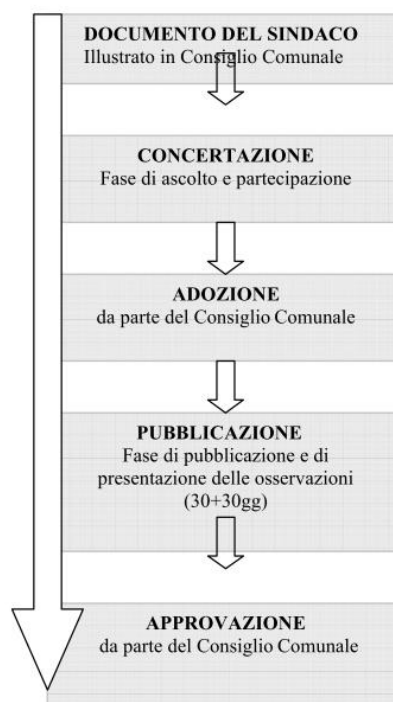 DOCUMENTO DEL SINDACO
Illustrato in Consiglio Comunale
CONCERTAZIONE
Fase di ascolto e partecipazione
ADOZIONE
da parte del Consiglio Comunale
PUBBLICAZIONE
Fase di pubblicazione e di
presentazione delle osservazioni
(30+30gg)
APPROVAZIONE
da parte del Consiglio Comunale